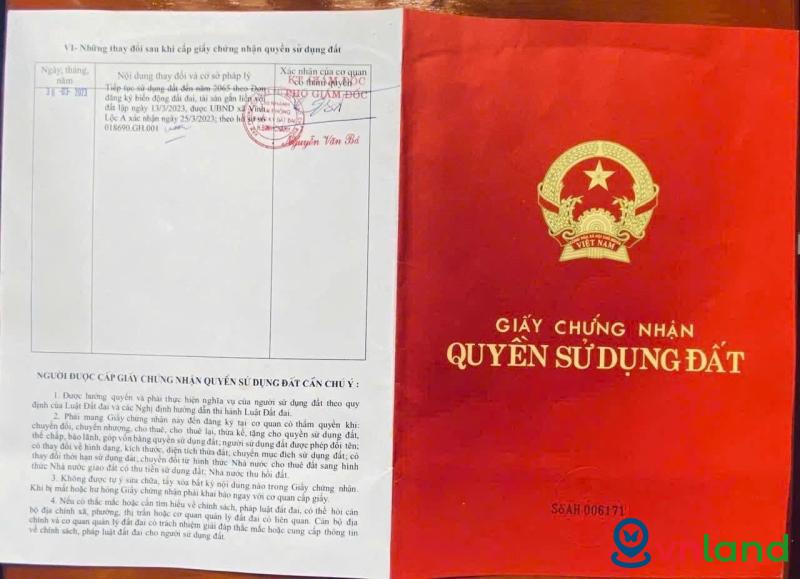 VI- Những thay đổi sau khi cấp giấy chứng nhận quyền sử dụng đất
Ngày, tháng, năm
Nội dung thay đổi và cơ sở pháp lý
Xác nhận của cơ quan có thẩm quyền
-03-2023
Tiếp tục sử dụng đất đến năm 2065 theo Đơn
đăng ký biến động đất đai, tài sản gắn liền với
đất lập ngày 13/3/2023, được UBND xã Vĩnh
Lộc A xác nhận ngày 25/3/2023; theo hồ sơ số
018690.GH.001
KT.GIÁM ĐỐC
PHÓ GIÁM ĐỐC
Nguyễn Văn Bá
NGƯỜI ĐƯỢC CẤP GIẤY CHỨNG NHẬN QUYỀN SỬ DỤNG ĐẤT CẦN CHÚ Ý :
1. Được hưởng quyền và phải thực hiện nghĩa vụ của người sử dụng đất theo quy
định của Luật Đất đai và các Nghị định hướng dẫn thi hành Luật Đất đai.
2. Phải mang Giấy chứng nhận này đến đăng ký tại cơ quan có thẩm quyền khi:
chuyển đổi, chuyển nhượng, cho thuê, cho thuê lại, thừa kế, tặng cho quyền sử dụng đất,
thế chấp, bảo lãnh, góp vốn bằng quyền sử dụng đất; người sử dụng đất được phép đổi tên;
có thay đổi về hình dạng, kích thước, diện tích thửa đất; chuyển mục đích sử dụng đất; có
thay đổi thời hạn sử dụng đất; chuyển đổi từ hình thức Nhà nước cho thuê đất sang hình
thức Nhà nước giao đất có thu tiền sử dụng đất; Nhà nước thu hồi đất.
3. Không được tự ý sửa chữa, tẩy xóa bất kỳ nội dung nào trong Giấy chứng nhận.
Khi bị mất hoặc hư hỏng Giấy chứng nhận phải khai báo ngay với cơ quan cấp giấy.
4. Nếu có thắc mắc hoặc cần tìm hiểu về chính sách, pháp luật đất đai, có thể hỏi cán
bộ địa chính xã, phường, thị trấn hoặc cơ quan quản lý đất đai có liên quan. Cán bộ địa
chính và cơ quan quản lý đất đai có trách nhiệm giải đáp thắc mắc hoặc cung cấp thông tin
về chính sách, pháp luật đất đai cho người sử dụng đất.
VIỆT NAM
GIẤY CHỨNG NHẬN
QUYỀN SỬ DỤNG ĐẤT
Số AH 006171
vnland